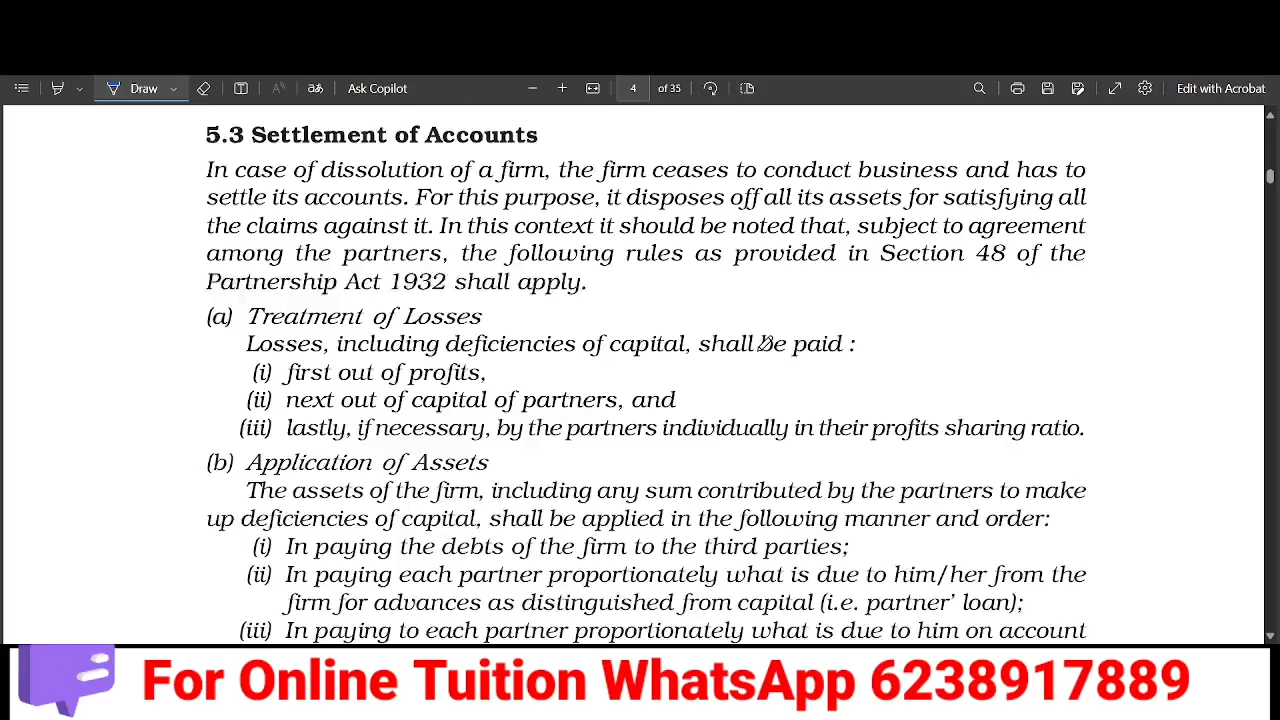 Draw
Ask Copilot
4 of 35
Edit with Acrobat
5.3 Settlement of Accounts
In case of dissolution of a firm, the firm ceases to conduct business and has to
settle its accounts. For this purpose, it disposes off all its assets for satisfying all
the claims against it. In this context it should be noted that, subject to agreement
among the partners, the following rules as provided in Section 48 of the
Partnership Act 1932 shall apply.
(a) Treatment of Losses
Losses, including deficiencies of capital, shall be paid :
(i) first out of profits,
(ii) next out of capital of partners, and
(iii) lastly, if necessary, by the partners individually in their profits sharing ratio.
(b) Application of Assets
The assets of the firm, including any sum contributed by the partners to make
up deficiencies of capital, shall be applied in the following manner and order:
(i) In paying the debts of the firm to the third parties;
(ii) In paying each partner proportionately what is due to him/her from the
firm for advances as distinguished from capital (i.e. partner' loan);
(iii) In paying to each partner proportionately what is due to him on account
For Online Tuition WhatsApp 6238917889